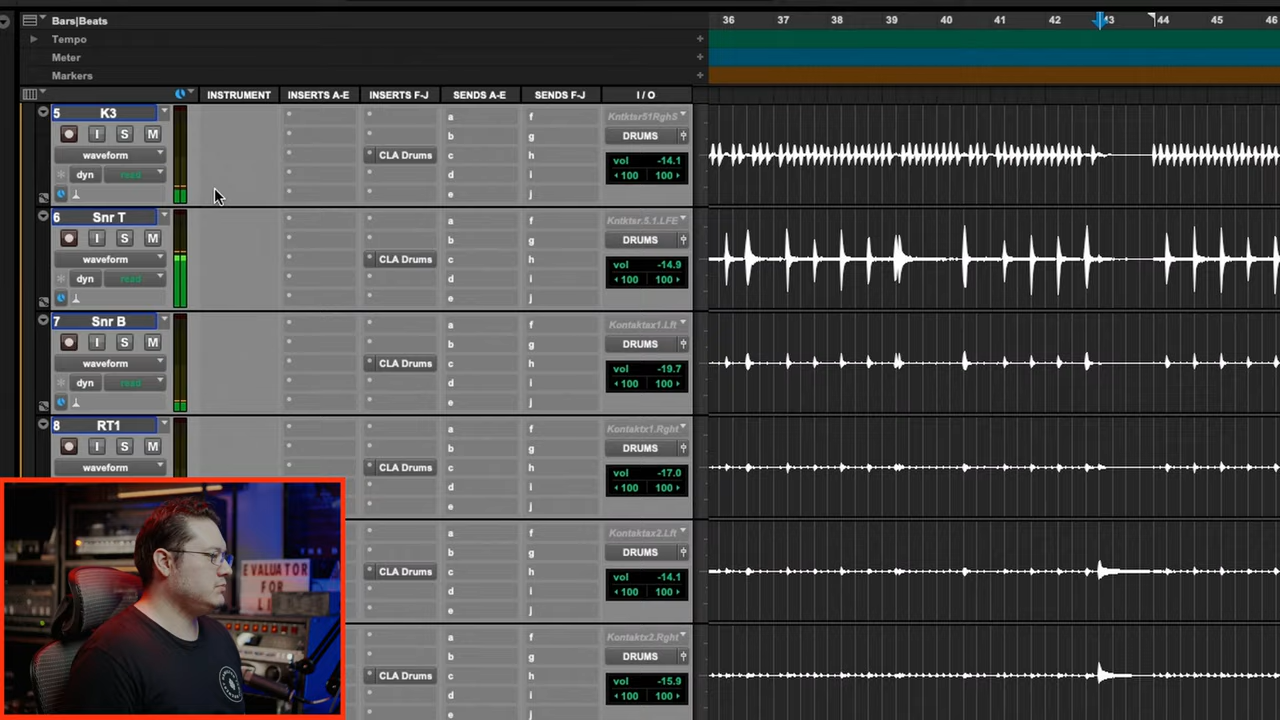 Bars|Beats 36 37 38 39 40 41 42 43 44 45 46
Tempo
Meter
Markers
INSTRUMENT INSERTS A-E INSERTS F-J SENDS A-E SENDS F-J I / O
5 K3
I S M
waveform
dyn read
CLA Drums
a f
b g
c h
d i
e j
Kntktsr51RghS
DRUMS
vol -14.1
100 100
6 Snr T
I S M
waveform
dyn read
CLA Drums
a f
b g
c h
d i
e j
Kntktsr.5.1.LFE
DRUMS
vol -14.9
100 100
7 Snr B
I S M
waveform
dyn read
CLA Drums
a f
b g
c h
d i
e j
Kontaktax1.Lft
DRUMS
vol -19.7
100 100
8 RT1
I S M
waveform
CLA Drums
a f
b g
c h
d i
e j
Kontaktx1.Rght
DRUMS
vol -17.0
100 100
CLA Drums
a f
b g
c h
d i
e j
Kontaktax2.Lft
DRUMS
vol -14.1
100 100
CLA Drums
a f
b g
c h
d i
e j
Kontaktx2.Rght
DRUMS
vol -15.9
100 100
EVALUATOR
FOR